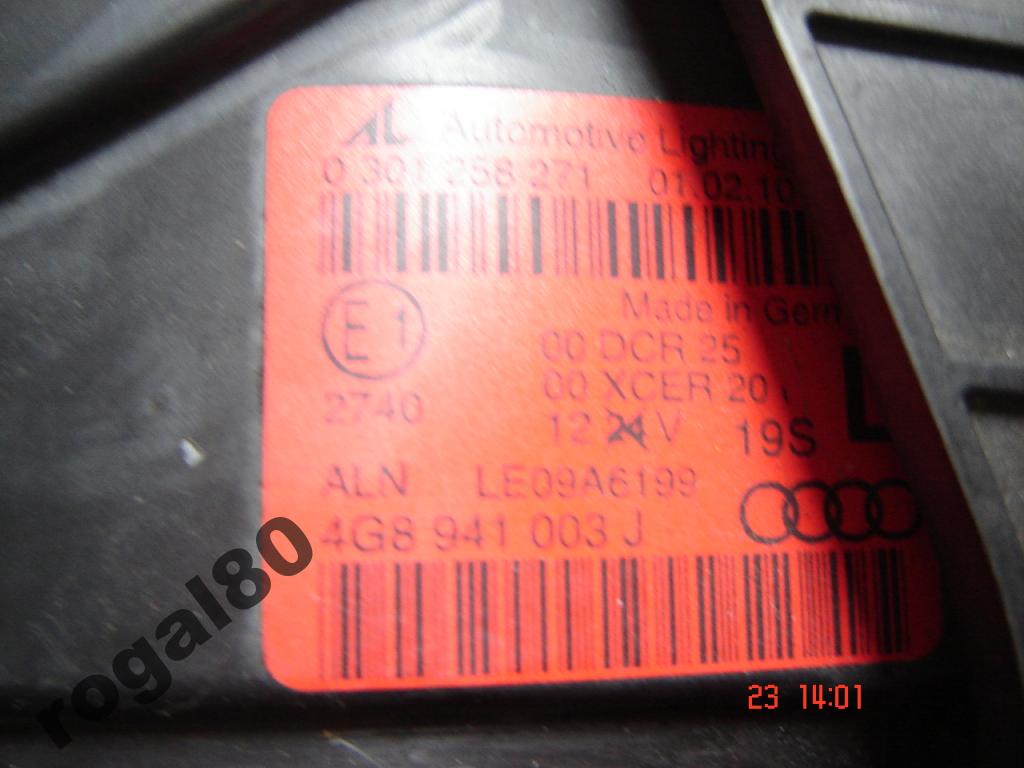 AL Automotive Lighting
0 301 258 271 01.02.10
Made in Germ
E1
00 DCR 25
00 XCER 20
2740
12 24 V 19S L
ALN LE09A6199
4G8 941 003 J
rogal80
23 14:01